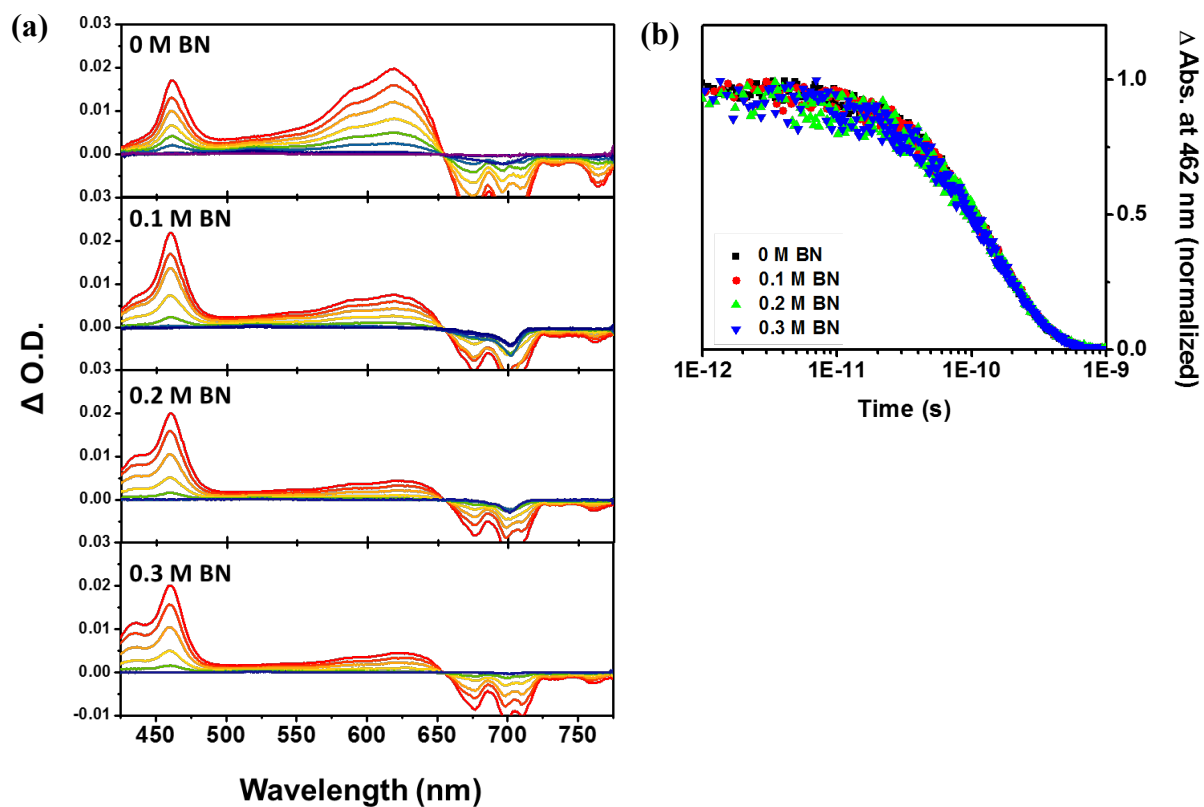 (a)
0 M BN
0.03
0.02
0.01
0.00
0.03
0.1 M BN
0.02
0.01
0.00
0.03
0.2 M BN
0.02
0.01
0.00
0.03
0.3 M BN
0.02
0.01
0.00
-0.01
450 500 550 600 650 700 750
Δ O.D.
Wavelength (nm)
(b)
1.0
0.5
0.0
0 M BN
0.1 M BN
0.2 M BN
0.3 M BN
1E-12 1E-11 1E-10 1E-9
Time (s)
Δ Abs. at 462 nm (normalized)